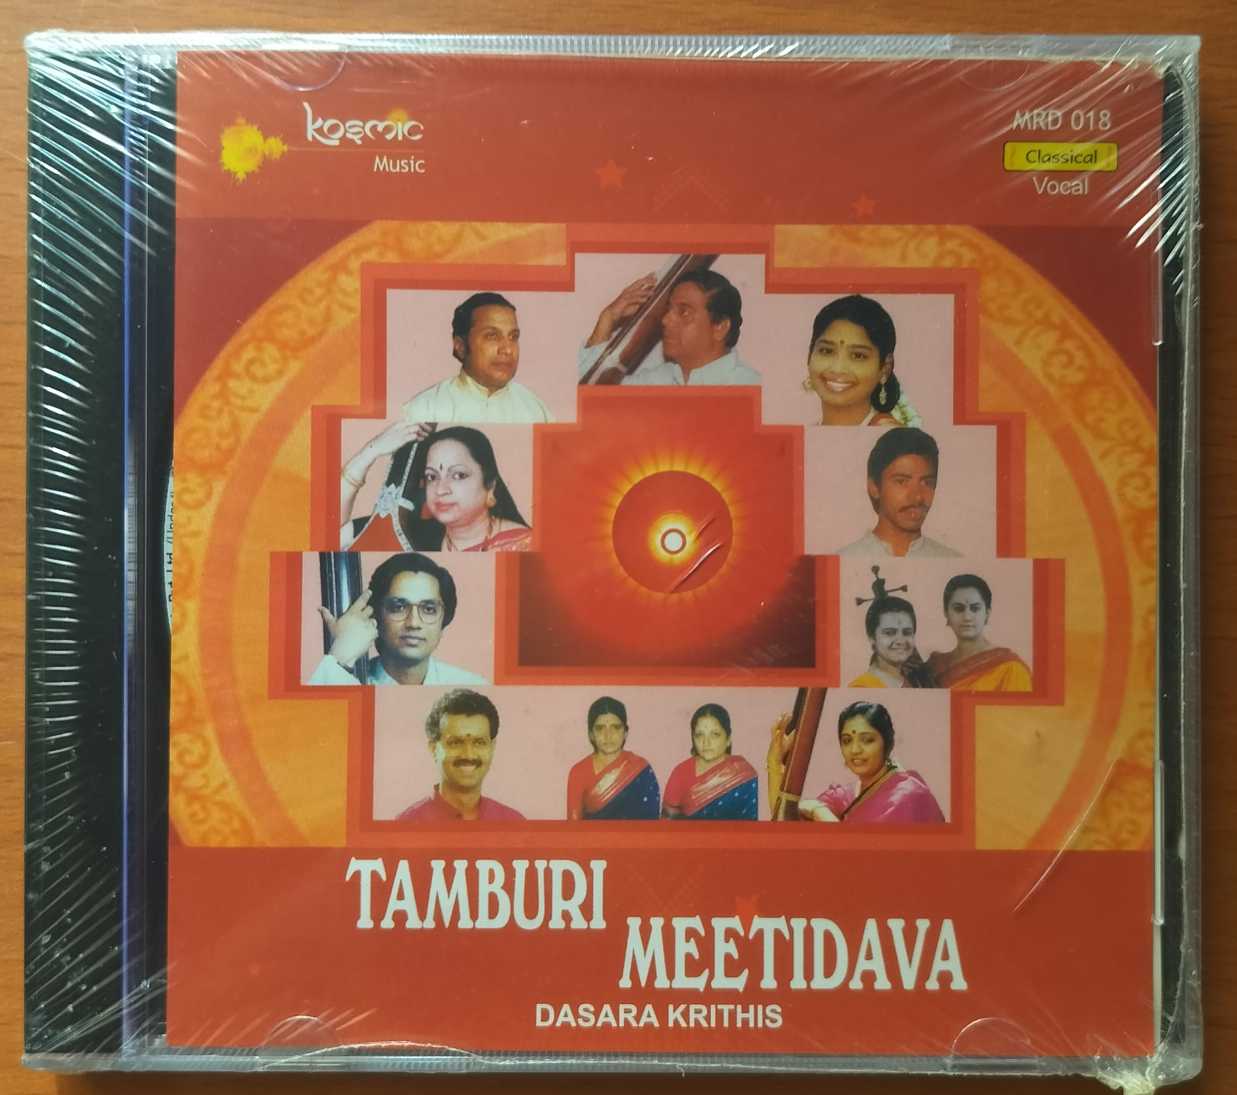 Kosmic
Music
MRD 018
Classical
Vocal
TAMBURI
MEETIDAVA
DASARA KRITHIS